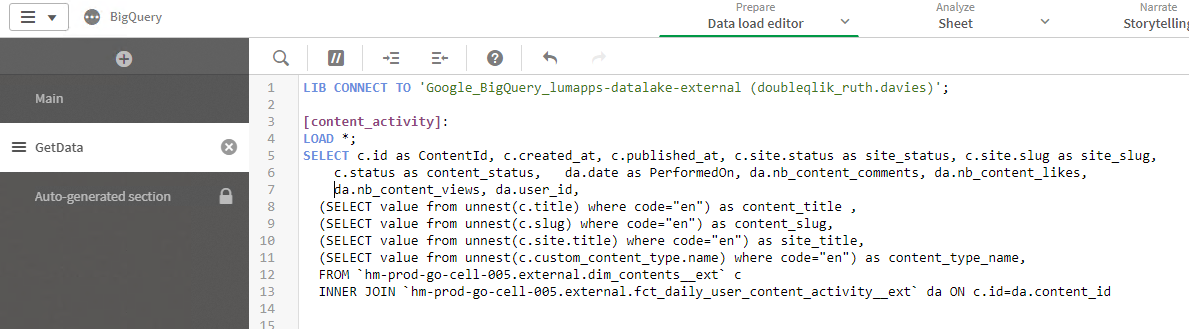 BigQuery
Prepare
Data load editor
Analyze
Sheet
Narrate
Storytelling
Main
GetData
Auto-generated section
1 LIB CONNECT TO 'Google_BigQuery_lumapps-datalake-external (doubleqlik_ruth.davies)';
2
3 [content_activity]:
4 LOAD *;
5 SELECT c.id as ContentId, c.created_at, c.published_at, c.site.status as site_status, c.site.slug as site_slug,
6 c.status as content_status,   da.date as PerformedOn, da.nb_content_comments, da.nb_content_likes,
7 da.nb_content_views, da.user_id,
8 (SELECT value from unnest(c.title) where code="en") as content_title ,
9 (SELECT value from unnest(c.slug) where code="en") as content_slug,
10 (SELECT value from unnest(c.site.title) where code="en") as site_title,
11 (SELECT value from unnest(c.custom_content_type.name) where code="en") as content_type_name,
12 FROM `hm-prod-go-cell-005.external.dim_contents__ext` c
13 INNER JOIN `hm-prod-go-cell-005.external.fct_daily_user_content_activity__ext` da ON c.id=da.content_id
14
15